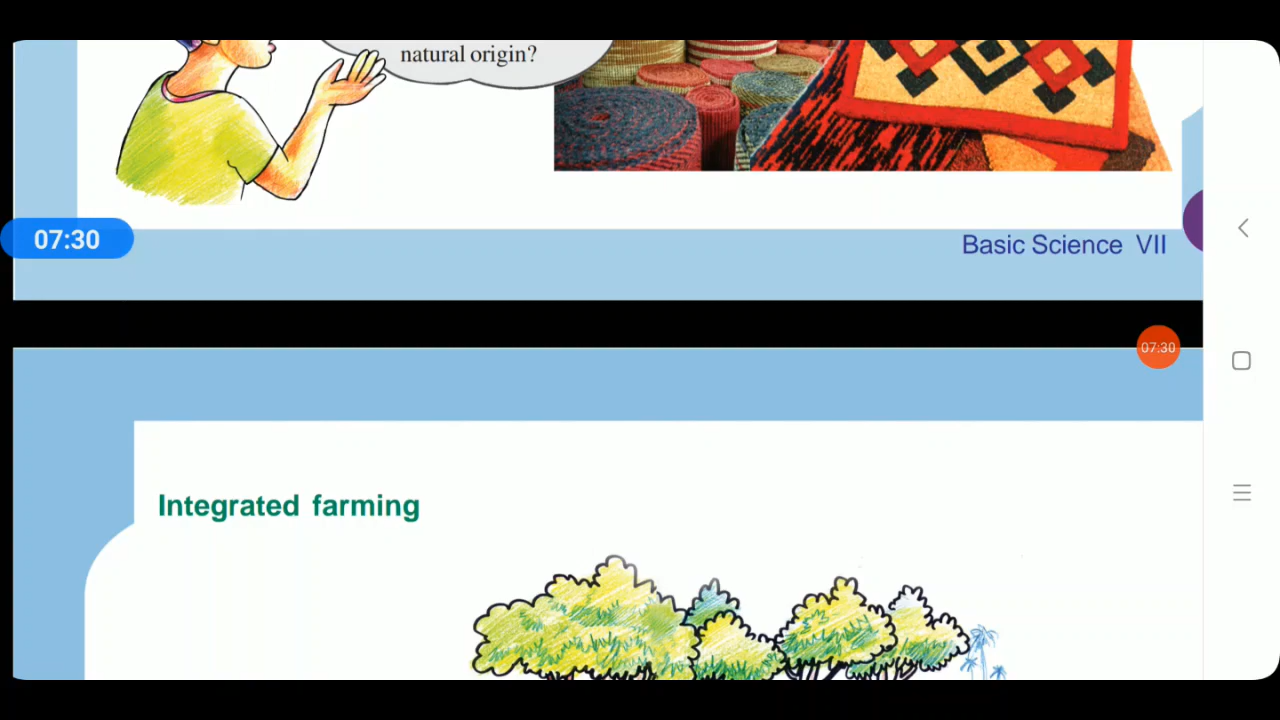 natural origin?
07:30
Basic Science VII
07:30
Integrated farming